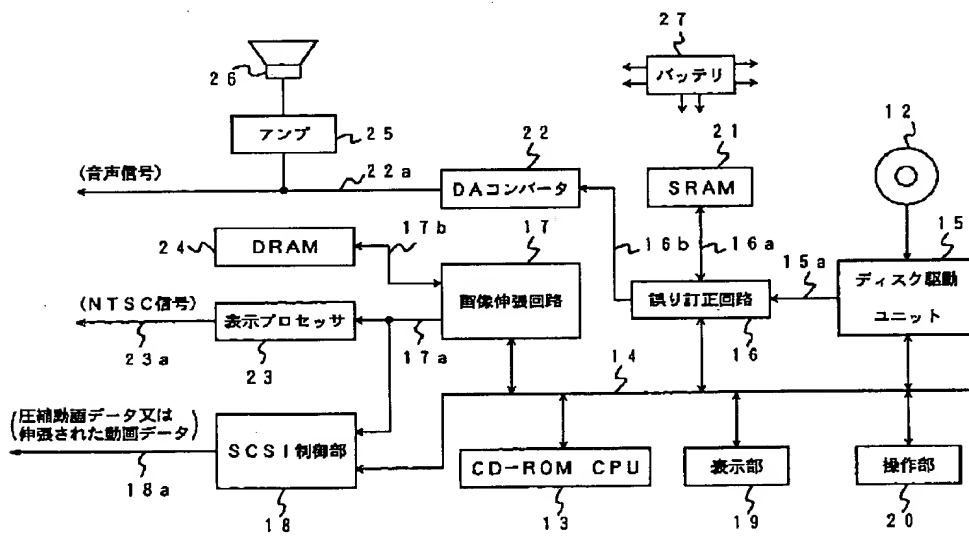 27
バッテリ
26
12
アンプ
25
22
21
(音声信号)
22a
DAコンバータ
SRAM
17b
17
16b
16a
15
24
DRAM
15a
ディスク駆動
ユニット
画像伸張回路
誤り訂正回路
(NTSC信号)
表示プロセッサ
23a
23
17a
14
16
(圧縮動画データ又は
伸張された動画データ)
SCSI制御部
CD-ROM CPU
表示部
操作部
18a
18
13
19
20